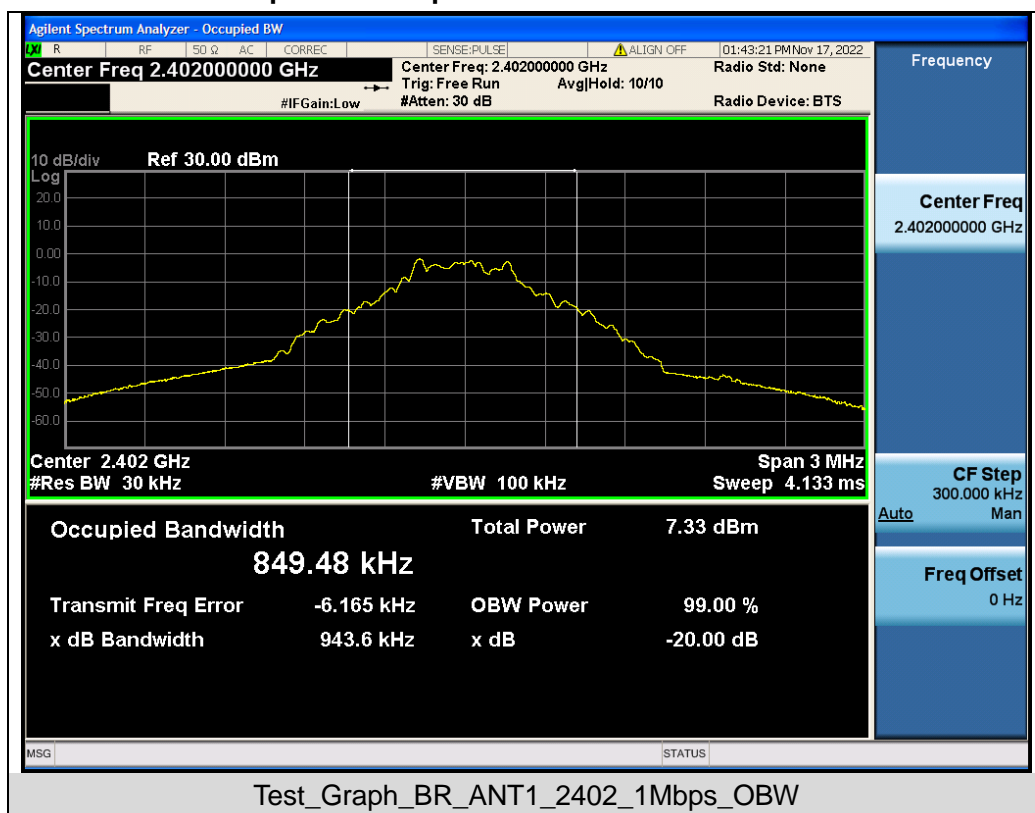 Agilent Spectrum Analyzer - Occupied BW
LXI R RF 50 Ω AC CORREC SENSE:PULSE ALIGN OFF 01:43:21 PM Nov 17, 2022
Center Freq 2.402000000 GHz
Center Freq: 2.402000000 GHz
Radio Std: None
Trig: Free Run Avg|Hold: 10/10
#IFGain:Low #Atten: 30 dB
Radio Device: BTS
10 dB/div Ref 30.00 dBm
Log
20.0
10.0
0.00
-10.0
-20.0
-30.0
-40.0
-50.0
-60.0
Center 2.402 GHz Span 3 MHz
#Res BW 30 kHz #VBW 100 kHz Sweep 4.133 ms
Occupied Bandwidth Total Power 7.33 dBm
849.48 kHz
Transmit Freq Error -6.165 kHz OBW Power 99.00 %
x dB Bandwidth 943.6 kHz x dB -20.00 dB
MSG STATUS
Frequency
Center Freq
2.402000000 GHz
CF Step
300.000 kHz
Auto Man
Freq Offset
0 Hz
Test_Graph_BR_ANT1_2402_1Mbps_OBW